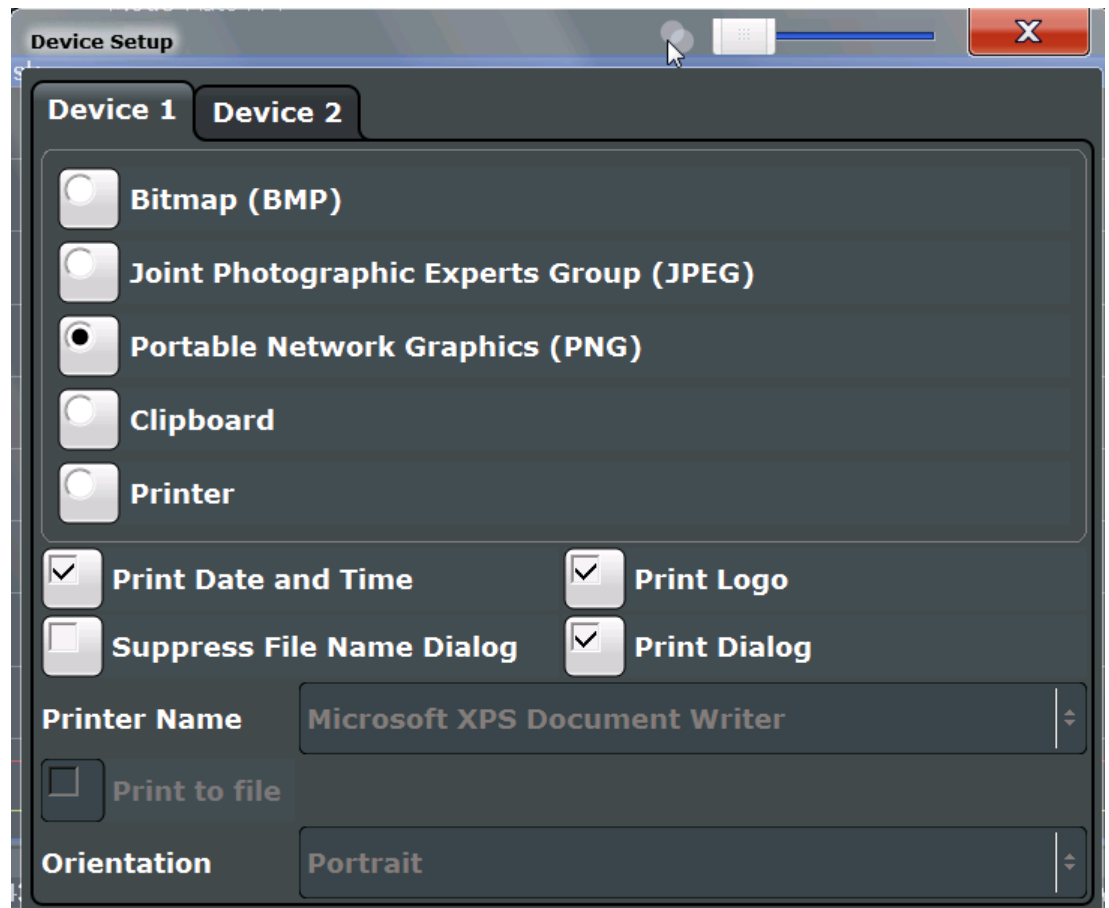 Device Setup
X
Device 1 Device 2
Bitmap (BMP)
Joint Photographic Experts Group (JPEG)
Portable Network Graphics (PNG)
Clipboard
Printer
Print Date and Time Print Logo
Suppress File Name Dialog Print Dialog
Printer Name Microsoft XPS Document Writer
Print to file
Orientation Portrait